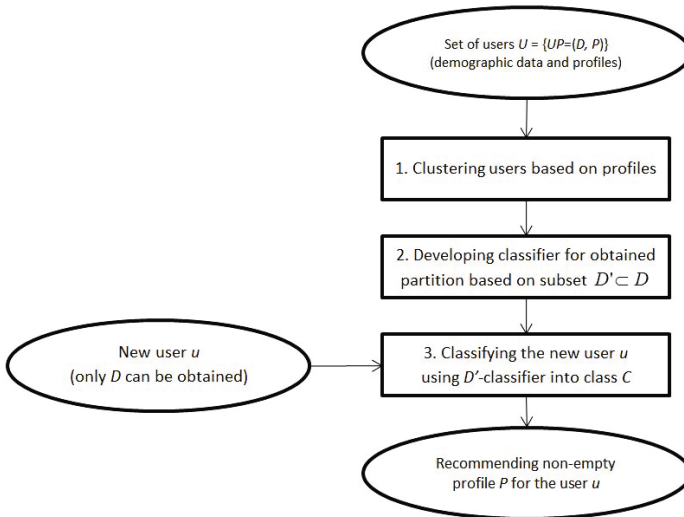 Set of users U = {UP=(D, P)}
(demographic data and profiles)
1. Clustering users based on profiles
2. Developing classifier for obtained
partition based on subset D'⊂ D
New user u
(only D can be obtained)
3. Classifying the new user u
using D'-classifier into class C
Recommending non-empty
profile P for the user u